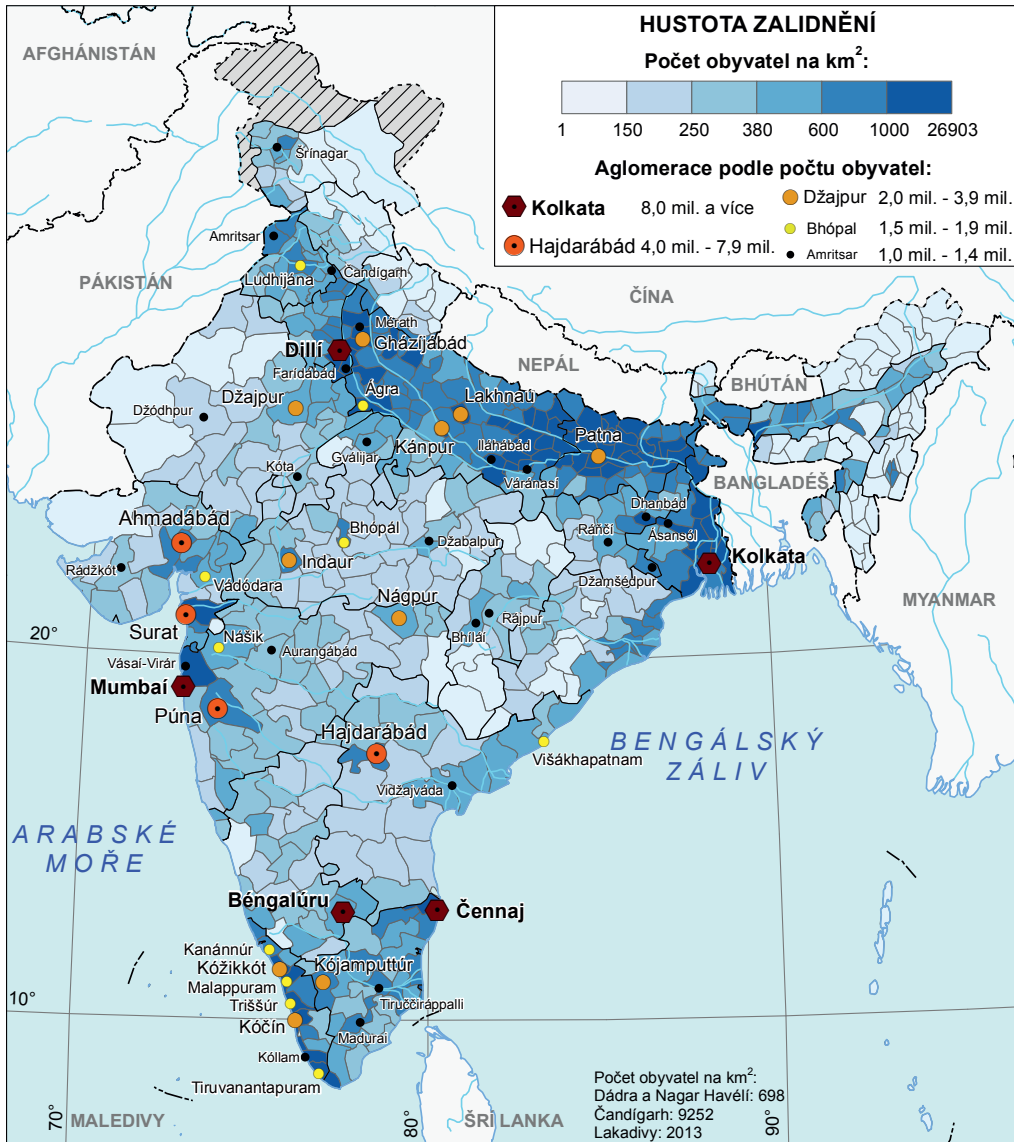 HUSTOTA ZALIDNĚNÍ
Počet obyvatel na km²:
1 150 250 380 600 1000 26903
Aglomerace podle počtu obyvatel:
Kolkata 8,0 mil. a více
Hajdarábád 4,0 mil. - 7,9 mil.
Džajpur 2,0 mil. - 3,9 mil.
Bhópal 1,5 mil. - 1,9 mil.
Amritsar 1,0 mil. - 1,4 mil.
AFGHÁNISTÁN
Šrínagar
Amritsar
Ludhijána
Čandígarh
PÁKISTÁN
ČÍNA
Mérath
Gházíjábád
Dillí
Farídábád
NEPÁL
BHÚTÁN
Ágra
Džajpur
Lakhnaú
Džódhpur
Gválijar
Kánpur
Iláhábád
Patna
Kóta
Váránasí
BANGLADÉŠ
Ahmadábád
Bhópál
Dhanbád
Ráňčí
Ásansól
Džabalpur
Indaur
Kolkata
Rádžkót
Vádódara
Džamšédpur
MYANMAR
Nágpur
Rájpur
Surat
Bhíláí
20°
Nášik
Aurangábád
Vásaí-Virár
Mumbaí
Púna
Hajdarábád
BENGÁLSKÝ
ZÁLIV
Višákhapatnam
Vidžajváda
ARABSKÉ
MOŘE
Béngalúru
Čennaj
Kanánnúr
Kóžikkót
Kójamputtúr
Malappuram
Triššúr
Tiruččiráppalli
10°
Kóčín
Madurai
Kóllam
Tiruvanantapuram
Počet obyvatel na km²:
Dádra a Nagar Havélí: 698
Čandígarh: 9252
Lakadivy: 2013
70°
MALEDIVY
80°
ŠRÍ LANKA
90°